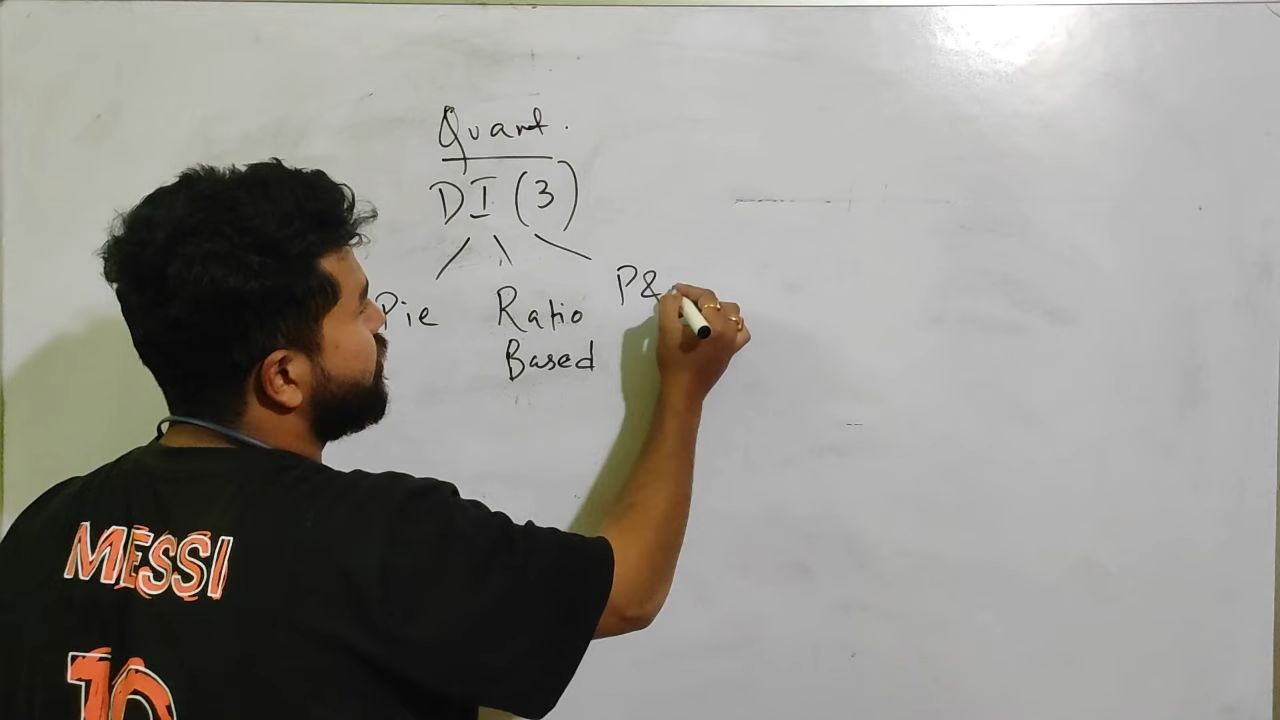 Quant.
DI (3)
Pie Ratio P&
Based
MESSI
10